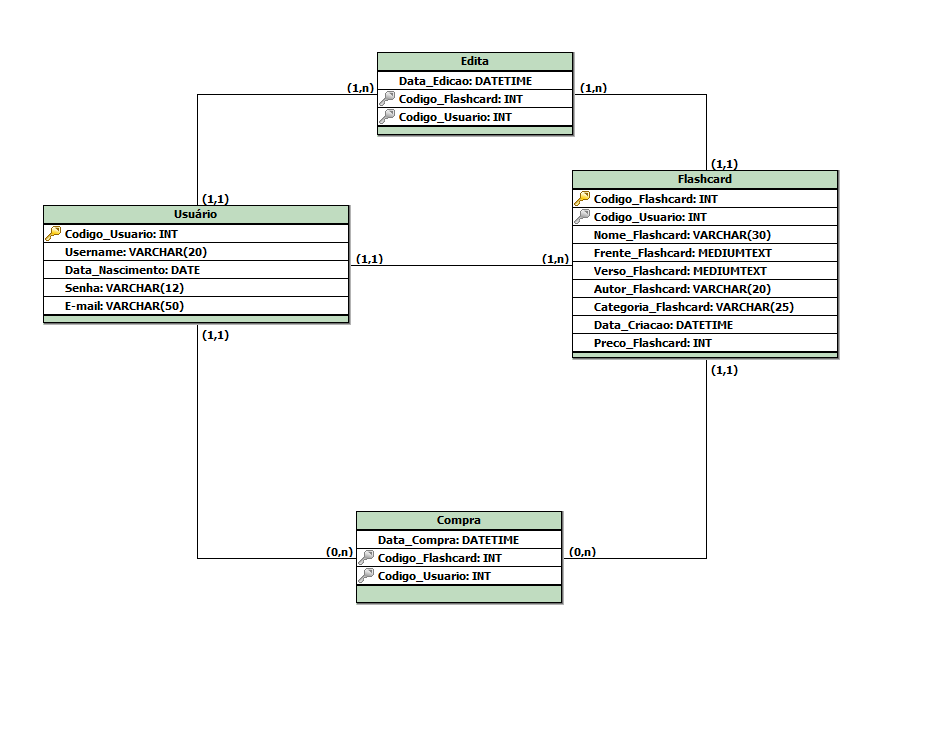 Edita
Data_Edicao: DATETIME
Codigo_Flashcard: INT
Codigo_Usuario: INT
(1,n)
(1,n)
(1,1)
(1,1)
Flashcard
Codigo_Flashcard: INT
Codigo_Usuario: INT
Nome_Flashcard: VARCHAR(30)
Frente_Flashcard: MEDIUMTEXT
Verso_Flashcard: MEDIUMTEXT
Autor_Flashcard: VARCHAR(20)
Categoria_Flashcard: VARCHAR(25)
Data_Criacao: DATETIME
Preco_Flashcard: INT
Usuário
Codigo_Usuario: INT
Username: VARCHAR(20)
Data_Nascimento: DATE
Senha: VARCHAR(12)
E-mail: VARCHAR(50)
(1,1)
(1,n)
(1,1)
(1,1)
Compra
Data_Compra: DATETIME
Codigo_Flashcard: INT
Codigo_Usuario: INT
(0,n)
(0,n)